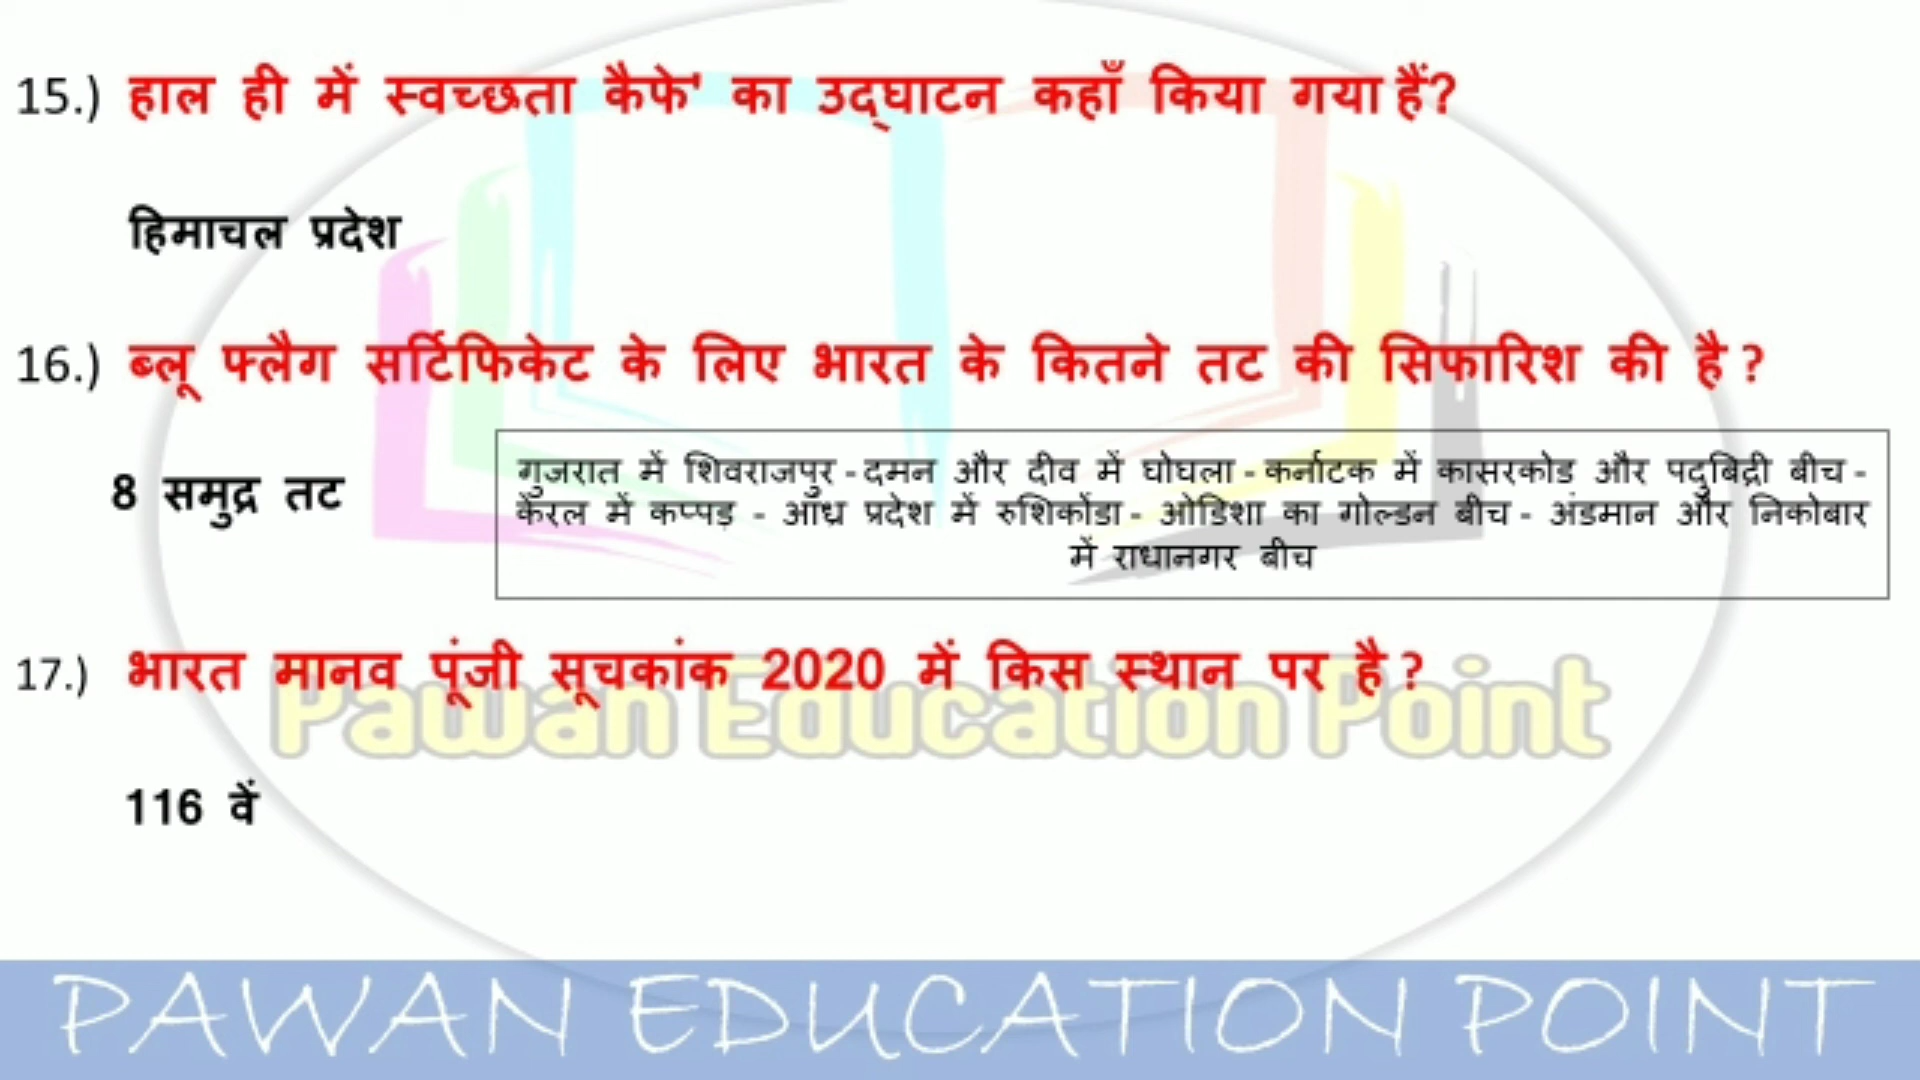 15.) हाल ही में स्वच्छता कैफे' का उद्घाटन कहाँ किया गया हैं?
हिमाचल प्रदेश
16.) ब्लू फ्लैग सर्टिफिकेट के लिए भारत के कितने तट की सिफारिश की है ?
8 समुद्र तट
गुजरात में शिवराजपुर - दमन और दीव में घोघला - कर्नाटक में कासरकोड और पदुबिद्री बीच -
केरल में कप्पड़ - आंध्र प्रदेश में रुशिकोंडा - ओडिशा का गोल्डन बीच - अंडमान और निकोबार
में राधानगर बीच
17.) भारत मानव पूंजी सूचकांक 2020 में किस स्थान पर है ?
Pawan Education Point
116 वें
PAWAN EDUCATION POINT